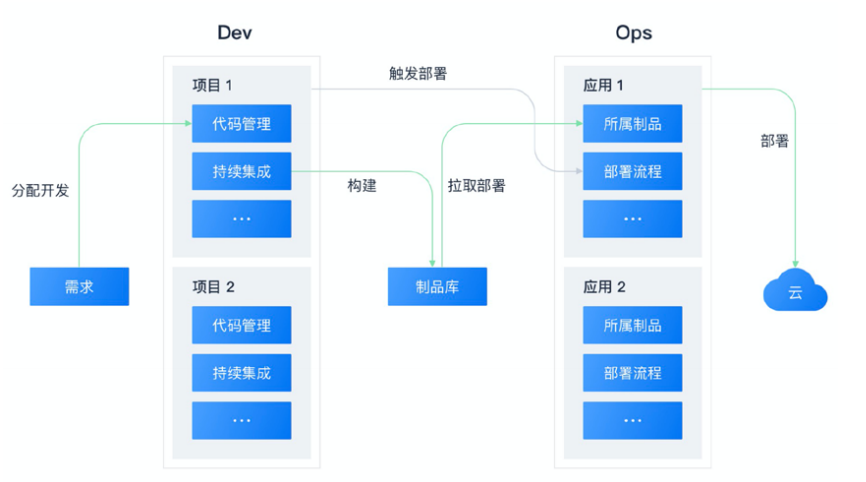 Dev
Ops
项目 1
触发部署
应用 1
代码管理
所属制品
部署
持续集成
部署流程
分配开发
构建
拉取部署
...
...
需求
项目 2
制品库
应用 2
云
代码管理
所属制品
持续集成
部署流程
...
...